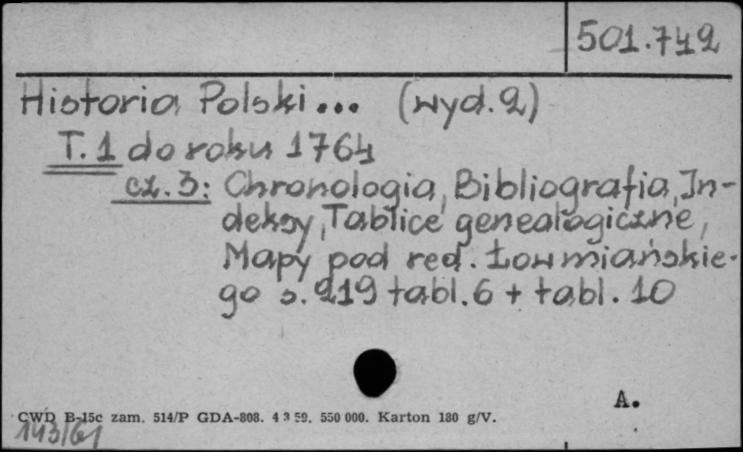 501.742
Historia Polski... (wyd. 2)
T. 1 do roku 1764
cz. 3: Chronologia, Bibliografia, In-
deksy, Tablice genealogiczne,
Mapy pod red. Łowmiańskie-
go s. 219 tabl. 6 + tabl. 10
A.
CWD B-15c zam. 514/P GDA-808. 4 3 59. 550 000. Karton 180 g/V.
143/61